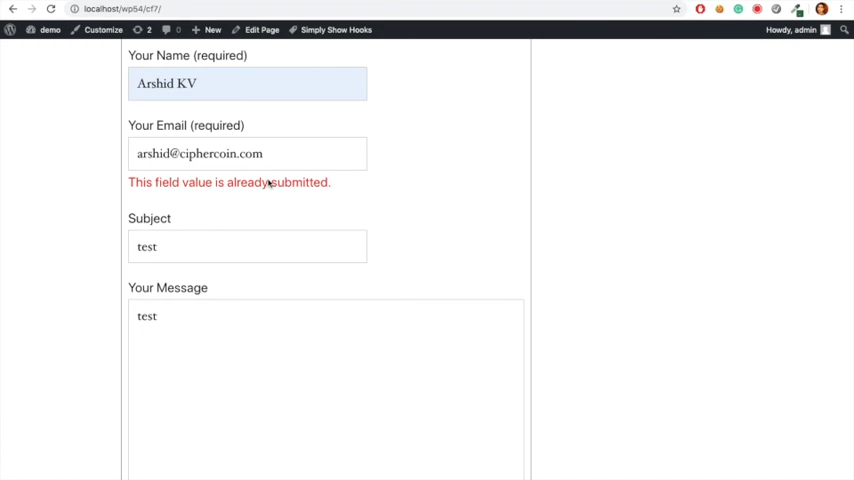 localhost/wp54/cf7/
demo Customize 2 0 New Edit Page Simply Show Hooks Howdy, admin
Your Name (required)
Arshid KV
Your Email (required)
arshid@ciphercoin.com
This field value is already submitted.
Subject
test
Your Message
test